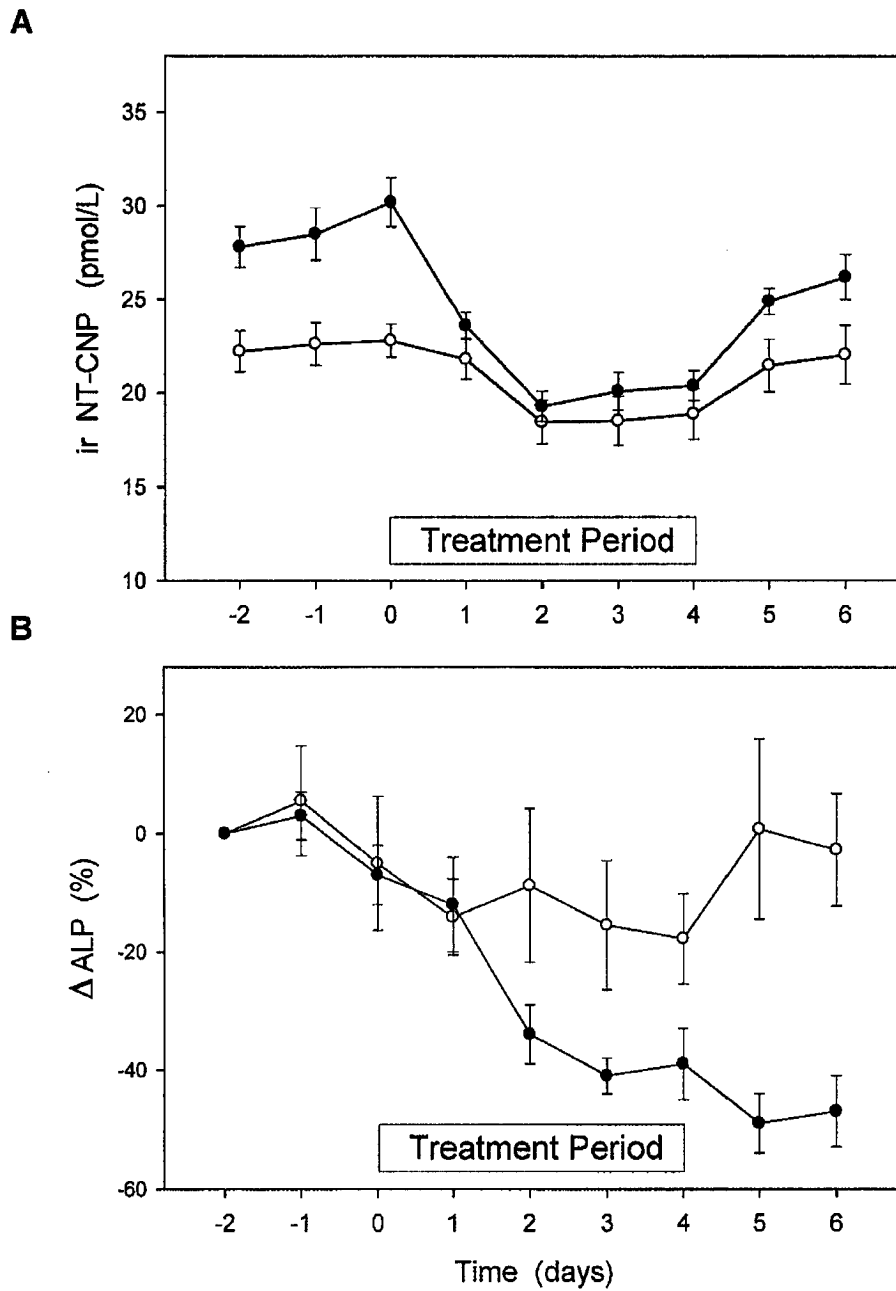 A
35
30
25
20
15
10
ir NT-CNP (pmol/L)
Treatment Period
-2 -1 0 1 2 3 4 5 6
B
20
0
-20
-40
-60
Δ ALP (%)
Treatment Period
-2 -1 0 1 2 3 4 5 6
Time (days)